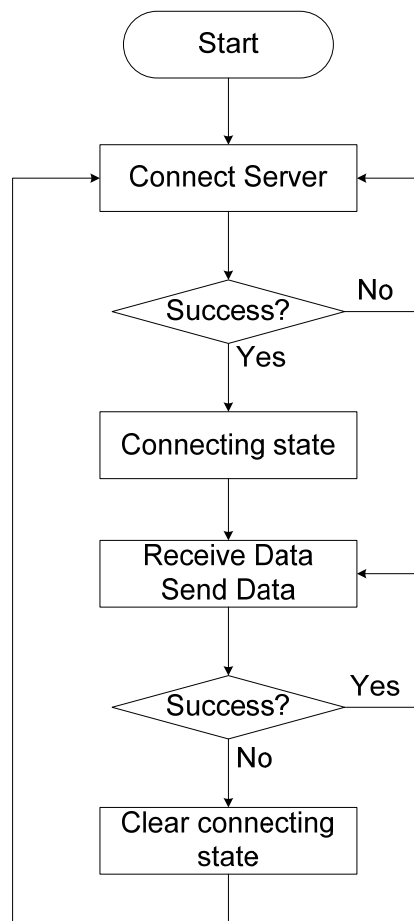 Start
Connect Server
Success?
No
Yes
Connecting state
Receive Data
Send Data
Success?
Yes
No
Clear connecting
state